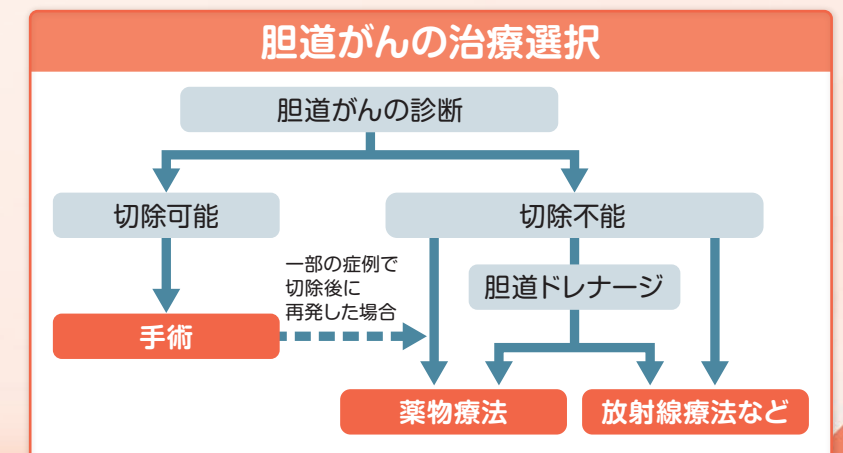 胆道がんの治療選択
胆道がんの診断
切除可能
切除不能
一部の症例で
切除後に
再発した場合
胆道ドレナージ
手術
薬物療法
放射線療法など